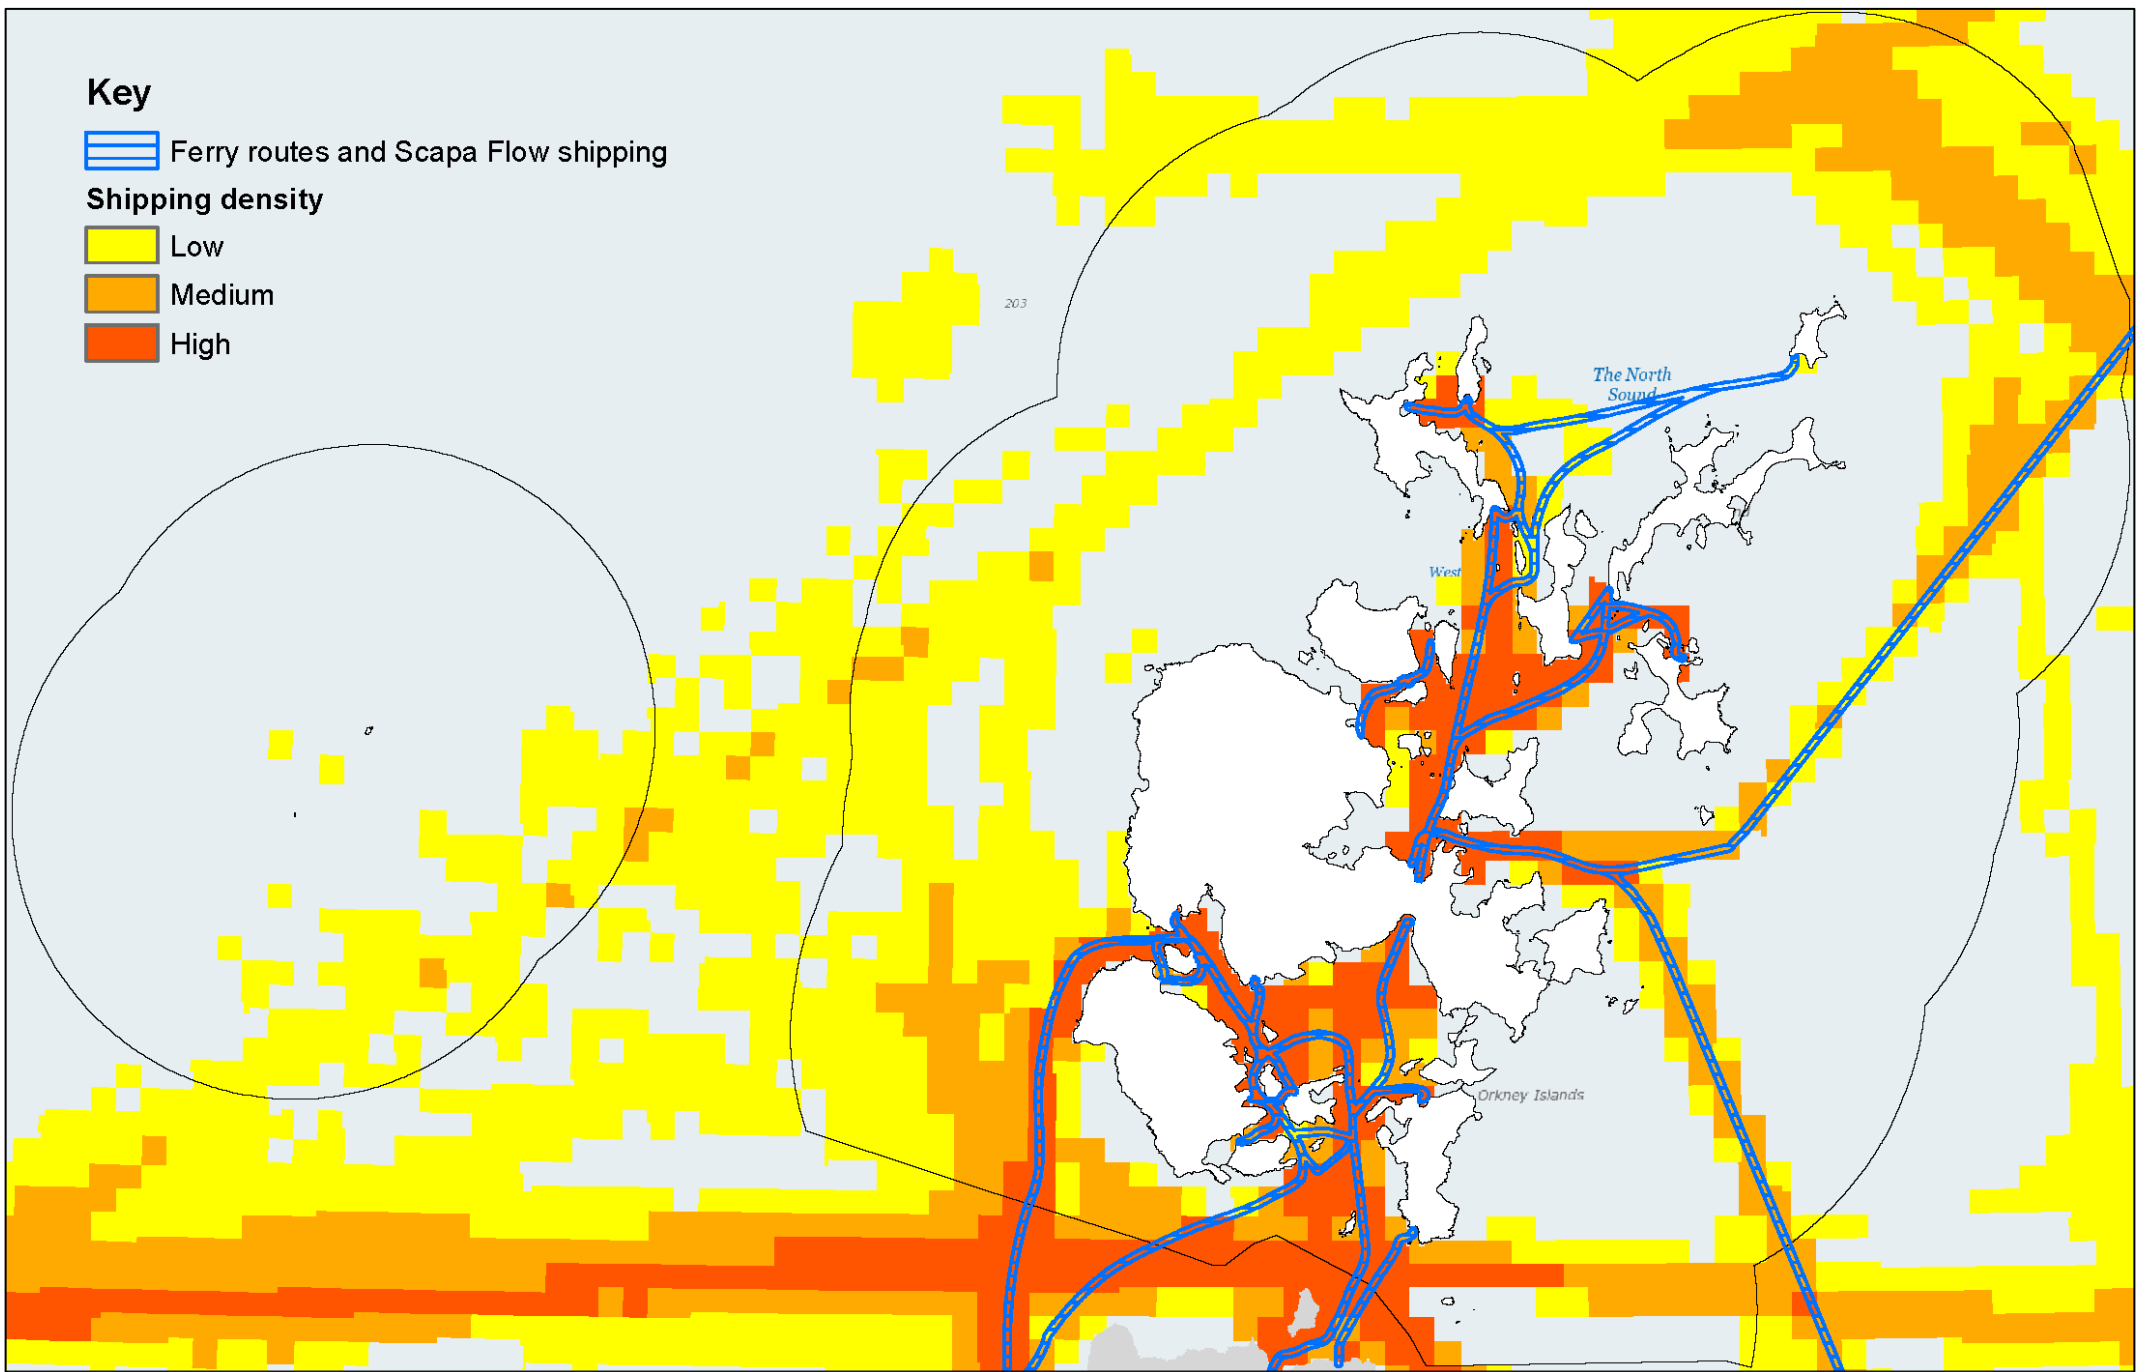 Key
Ferry routes and Scapa Flow shipping
Shipping density
Low
Medium
High
203
The North
Sound
West
Orkney Islands